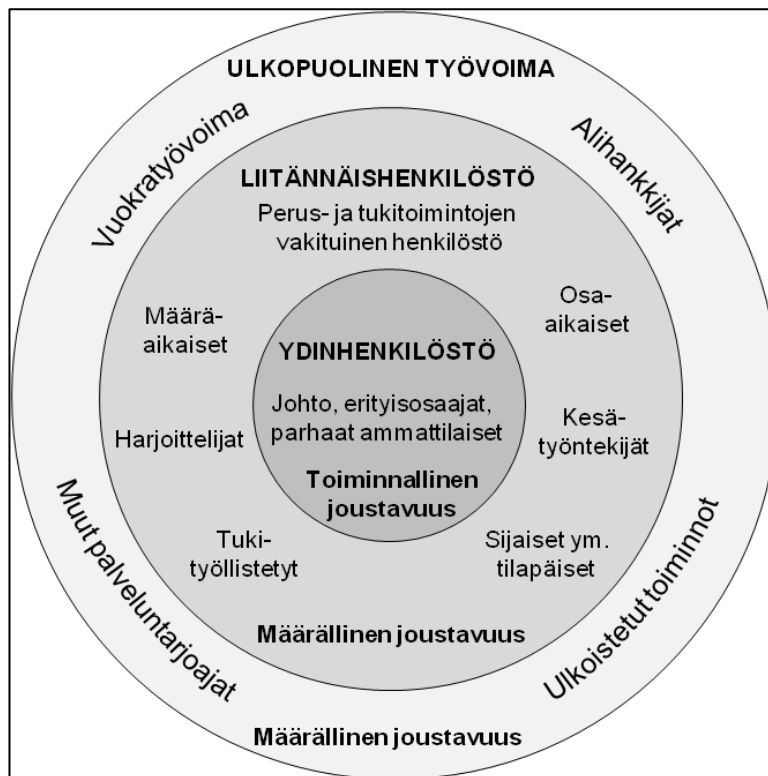 ULKOPUOLINEN TYÖVOIMA
Vuokratyövoima
Alihankkijat
LIITÄNNÄISHENKILÖSTÖ
Perus- ja tukitoimintojen
vakituinen henkilöstö
Määrä-
aikaiset
Osa-
aikaiset
YDINHENKILÖSTÖ
Johto, erityisosaajat,
parhaat ammattilaiset
Harjoittelijat
Kesä-
työntekijät
Toiminnallinen
joustavuus
Tuki-
työllistetyt
Sijaiset ym.
tilapäiset
Muut palveluntarjoajat
Ulkoistetut toiminnot
Määrällinen joustavuus
Määrällinen joustavuus